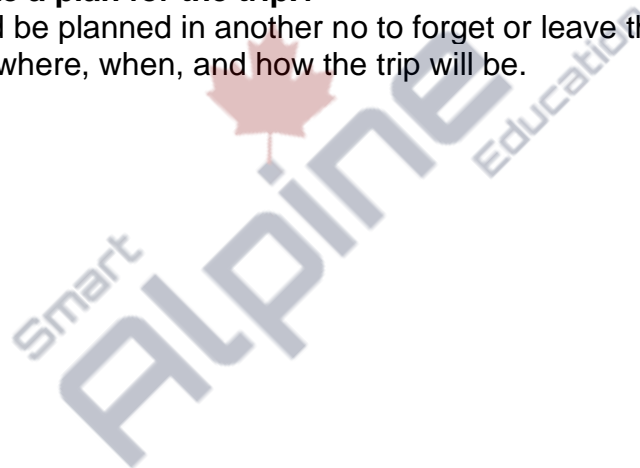 a plan for the trip?
be planned in another no to forget or leave
where, when, and how the trip will be.
Smart Alpine Education